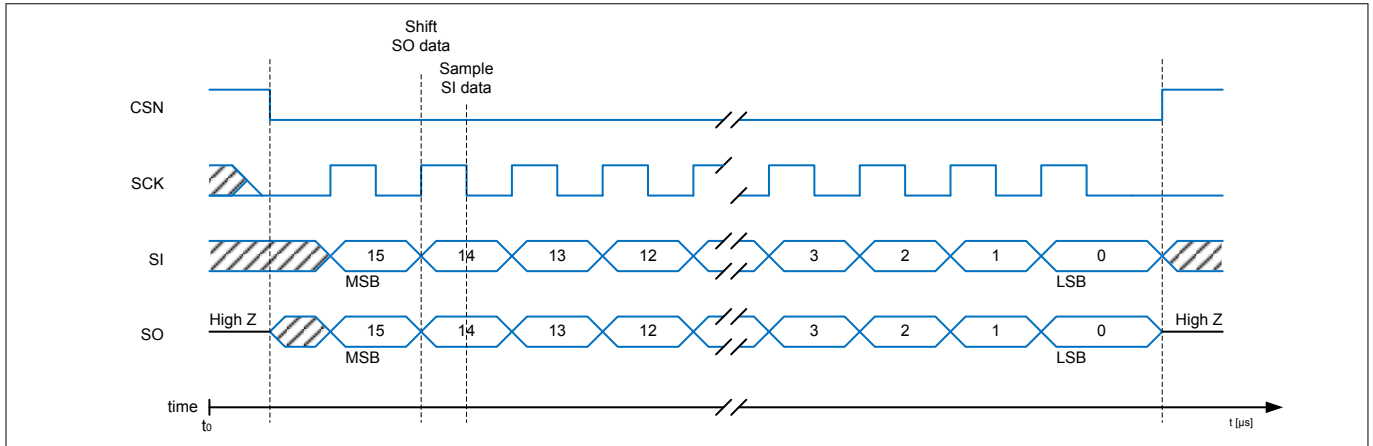 Shift
SO data
Sample
SI data
CSN
SCK
SI
15 14 13 12 3 2 1 0
MSB LSB
High Z High Z
SO
15 14 13 12 3 2 1 0
MSB LSB
time
t0
t [µs]